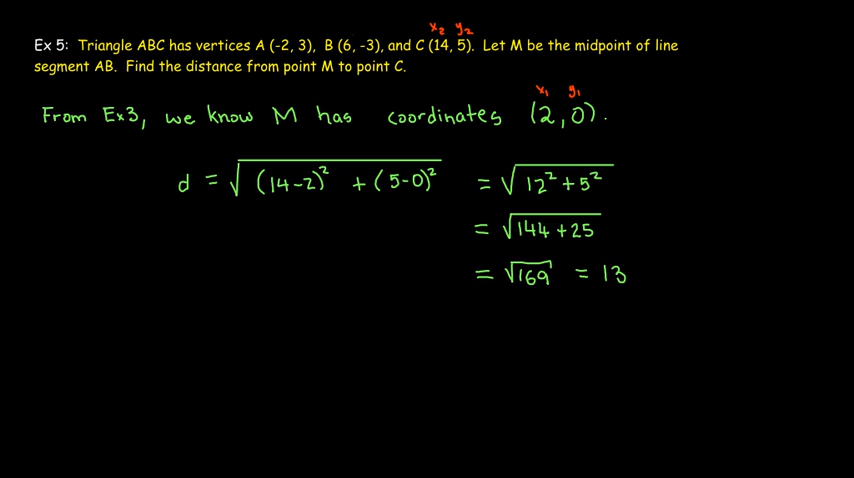 x₂ y₂
Ex 5: Triangle ABC has vertices A (-2, 3), B (6, -3), and C (14, 5). Let M be the midpoint of line
segment AB. Find the distance from point M to point C.
x₁ y₁
From Ex3, we know M has coordinates (2, 0).
d = √((14-2)² + (5-0)²) = √(12² + 5²)
= √(144 + 25)
= √169 = 13